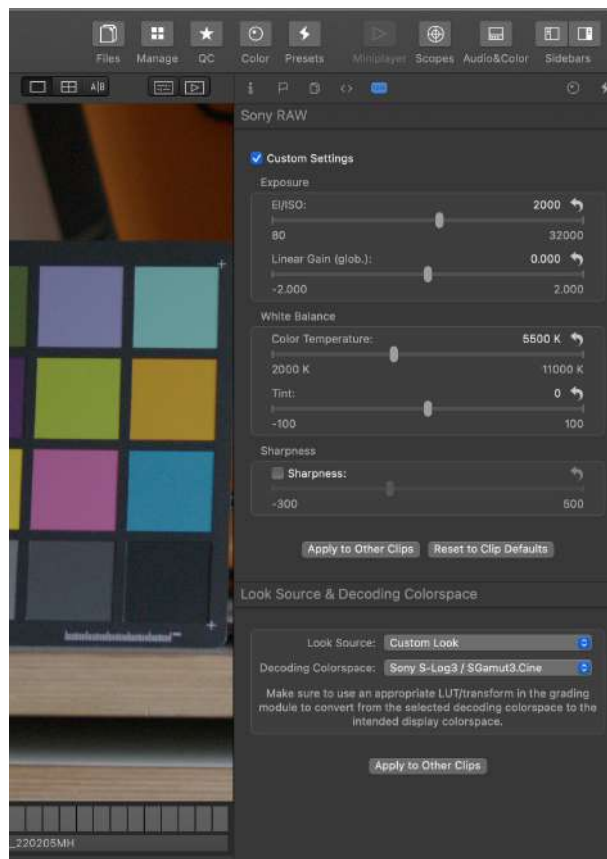 Files Manage QC Color Presets Miniplayer Scopes Audio&Color Sidebars
A|B
Sony RAW
Custom Settings
Exposure
EI/ISO: 2000
80 32000
Linear Gain (glob.): 0.000
-2.000 2.000
White Balance
Color Temperature: 5500 K
2000 K 11000 K
Tint: 0
-100 100
Sharpness
Sharpness:
-300 500
Apply to Other Clips Reset to Clip Defaults
Look Source & Decoding Colorspace
Look Source: Custom Look
Decoding Colorspace: Sony S-Log3 / SGamut3.Cine
Make sure to use an appropriate LUT/transform in the grading
module to convert from the selected decoding colorspace to the
intended display colorspace.
Apply to Other Clips
_220205MH